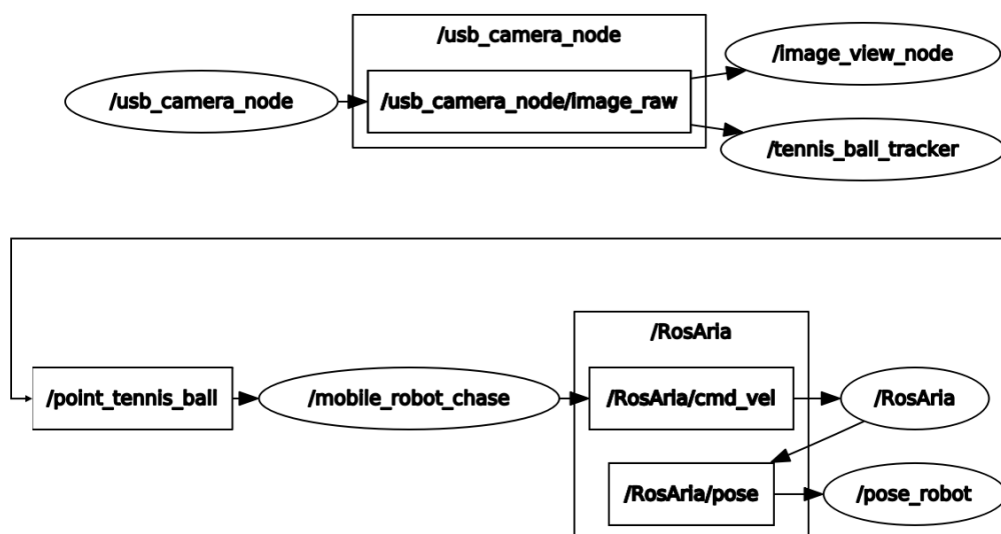 /usb_camera_node
/usb_camera_node
/usb_camera_node/image_raw
/image_view_node
/tennis_ball_tracker
/point_tennis_ball
/mobile_robot_chase
/RosAria
/RosAria/cmd_vel
/RosAria
/RosAria/pose
/pose_robot